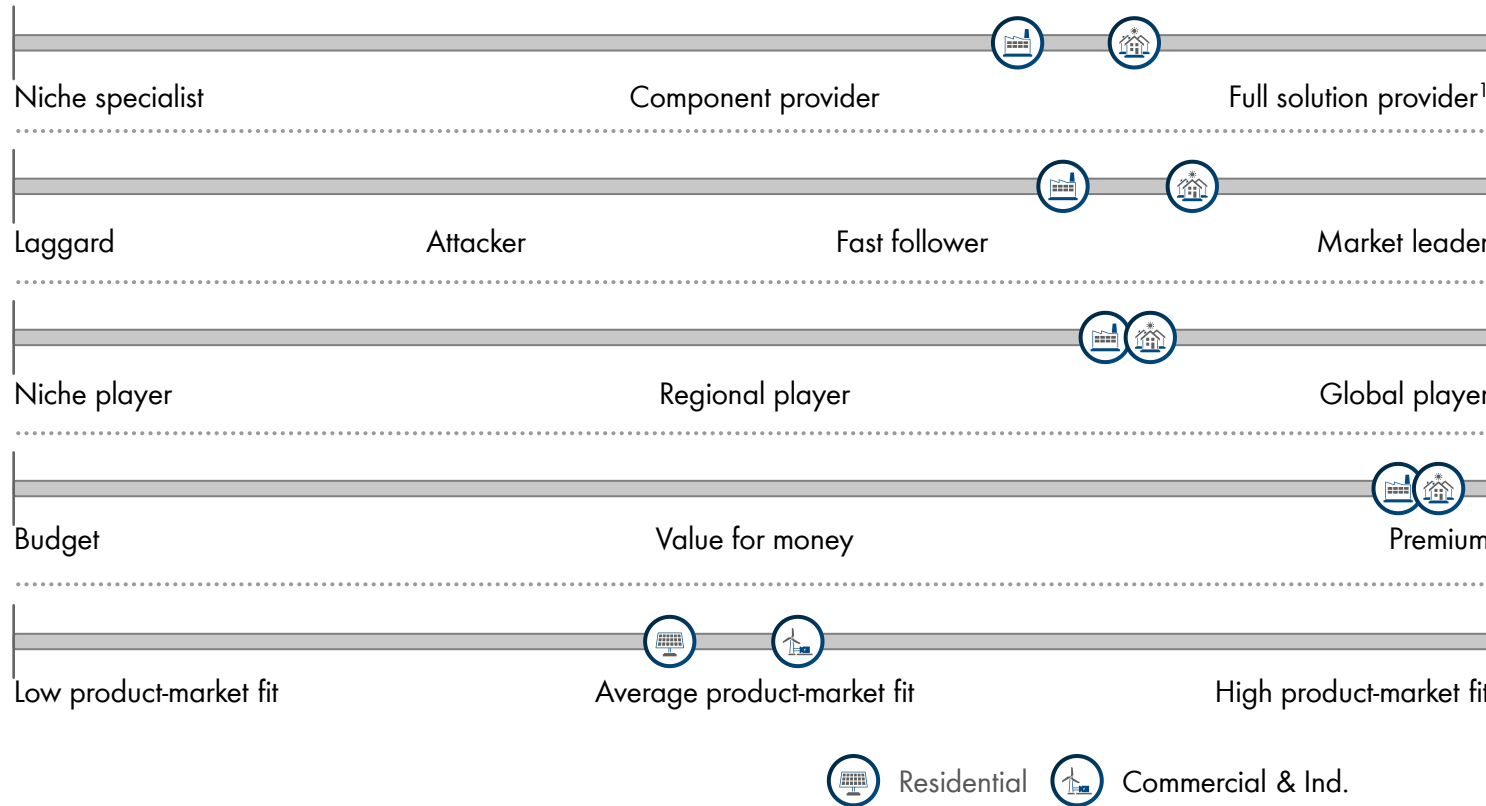 Niche specialist Component provider Full solution provider¹
Laggard Attacker Fast follower Market leader
Niche player Regional player Global player
Budget Value for money Premium
Low product-market fit Average product-market fit High product-market fit
Residential Commercial & Ind.